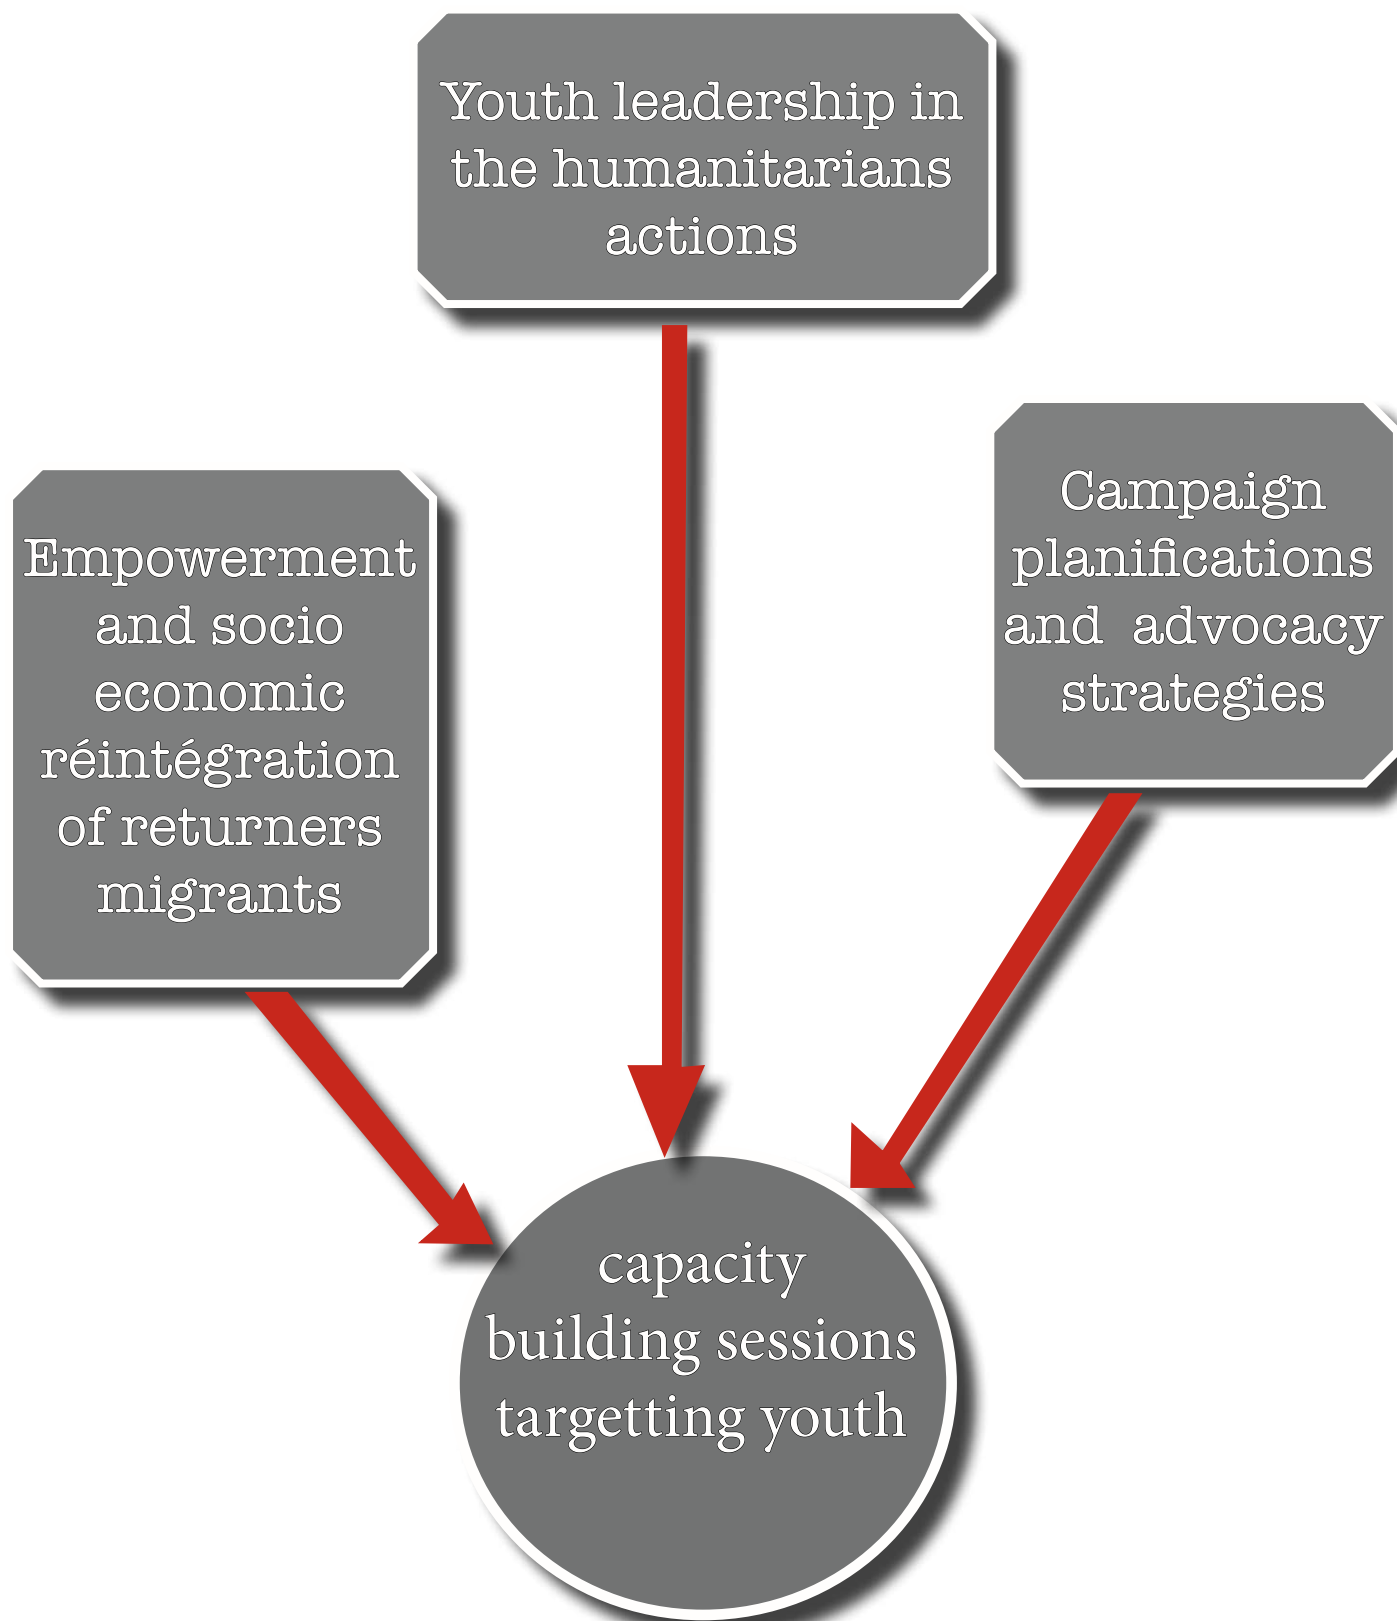 Youth leadership in
the humanitarians
actions
Empowerment
and socio
economic
réintégration
of returners
migrants
Campaign
planifications
and advocacy
strategies
capacity
building sessions
targetting youth